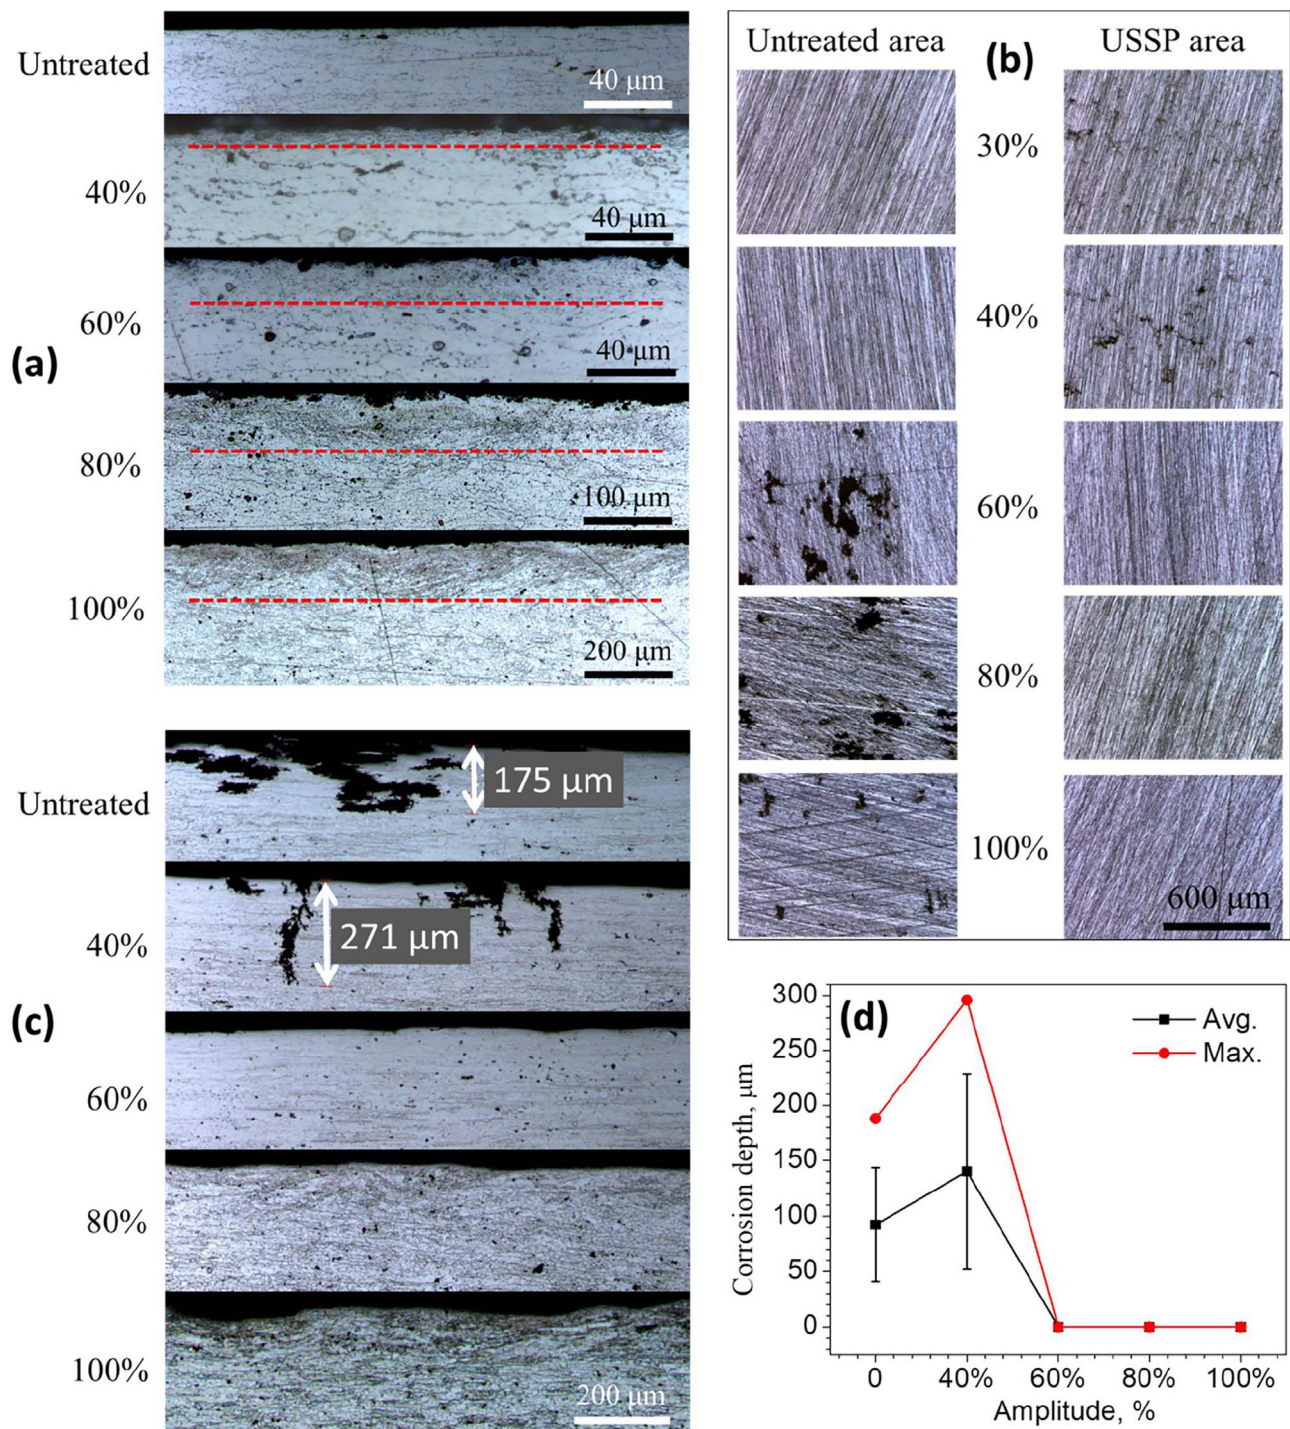 (a)
Untreated
40 μm
40%
40 μm
60%
40 μm
80%
100 μm
100%
200 μm
Untreated area
(b)
USSP area
30%
40%
60%
80%
100%
600 μm
(c)
Untreated
175 μm
40%
271 μm
60%
80%
100%
200 μm
(d)
Avg.
Max.
Corrosion depth, μm
300
250
200
150
100
50
0
0 40% 60% 80% 100%
Amplitude, %